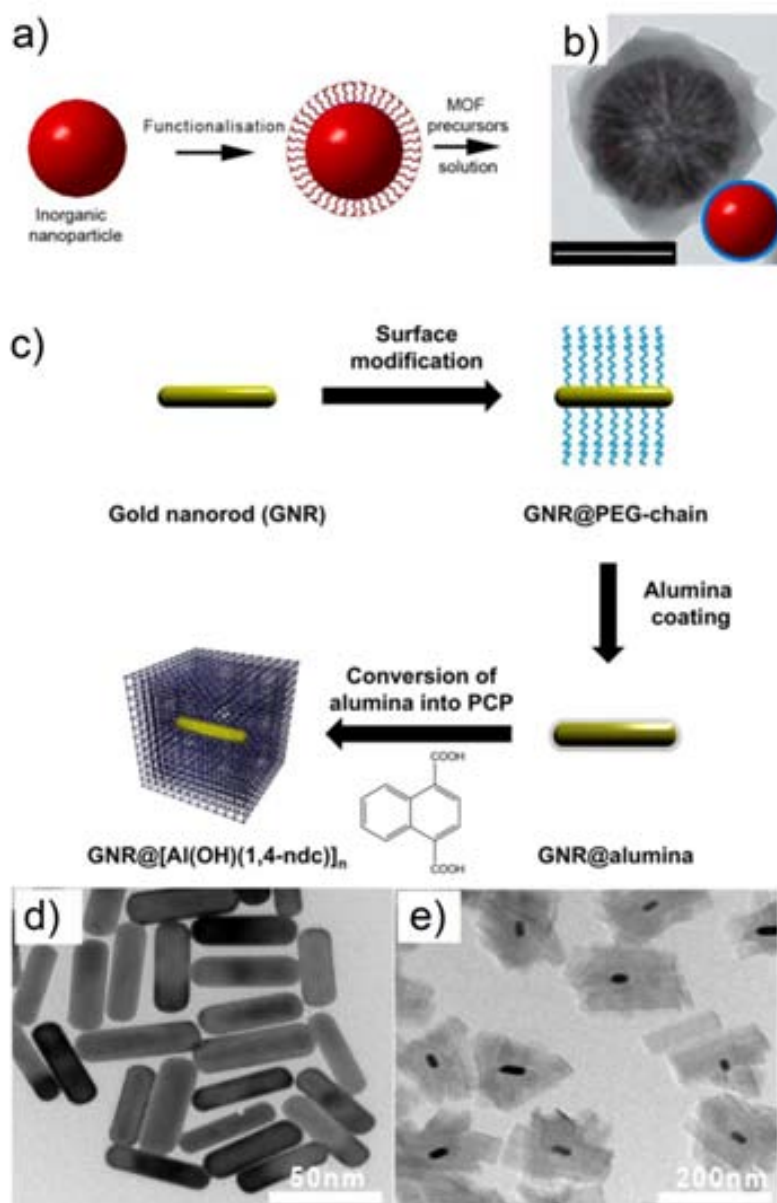 a)
Functionalisation
MOF
precursors
solution
Inorganic
nanoparticle
b)
c)
Surface
modification
Gold nanorod (GNR)
GNR@PEG-chain
Alumina
coating
Conversion of
alumina into PCP
COOH
COOH
GNR@[Al(OH)(1,4-ndc)]n
GNR@alumina
d)
50nm
e)
200nm